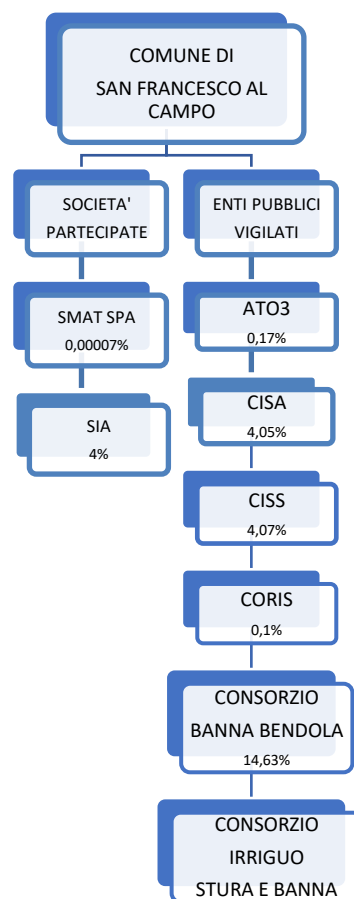 COMUNE DI
SAN FRANCESCO AL
CAMPO
SOCIETA'
PARTECIPATE
SMAT SPA
0,00007%
SIA
4%
ENTI PUBBLICI
VIGILATI
ATO3
0,17%
CISA
4,05%
CISS
4,07%
CORIS
0,1%
CONSORZIO
BANNA BENDOLA
14,63%
CONSORZIO
IRRIGUO
STURA E BANNA